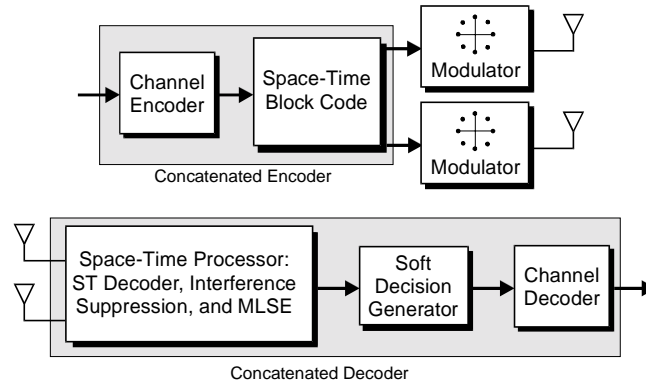 Channel
Encoder
Space-Time
Block Code
Modulator
Modulator
Concatenated Encoder
Space-Time Processor:
ST Decoder, Interference
Suppression, and MLSE
Soft
Decision
Generator
Channel
Decoder
Concatenated Decoder